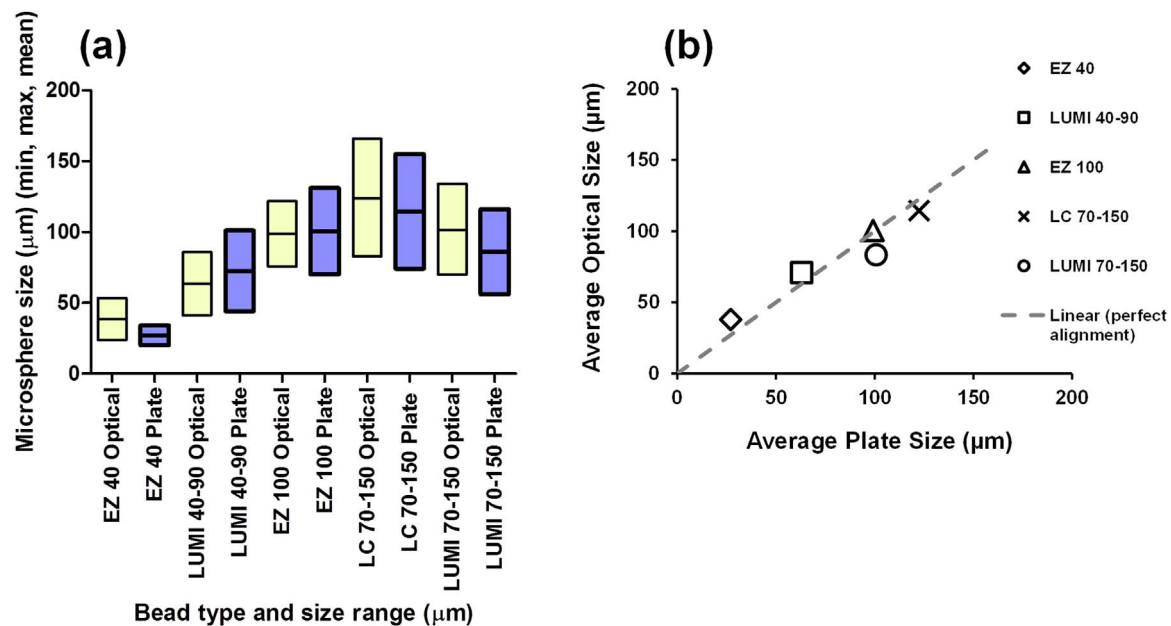 (a)
Microsphere size (μm) (min, max, mean)
200
150
100
50
0
EZ 40 Optical
EZ 40 Plate
LUMI 40-90 Optical
LUMI 40-90 Plate
EZ 100 Optical
EZ 100 Plate
LC 70-150 Optical
LC 70-150 Plate
LUMI 70-150 Optical
LUMI 70-150 Plate
Bead type and size range (μm)
(b)
Average Optical Size (μm)
200
150
100
50
0
0
50
100
150
200
Average Plate Size (μm)
EZ 40
LUMI 40-90
EZ 100
LC 70-150
LUMI 70-150
Linear (perfect
alignment)